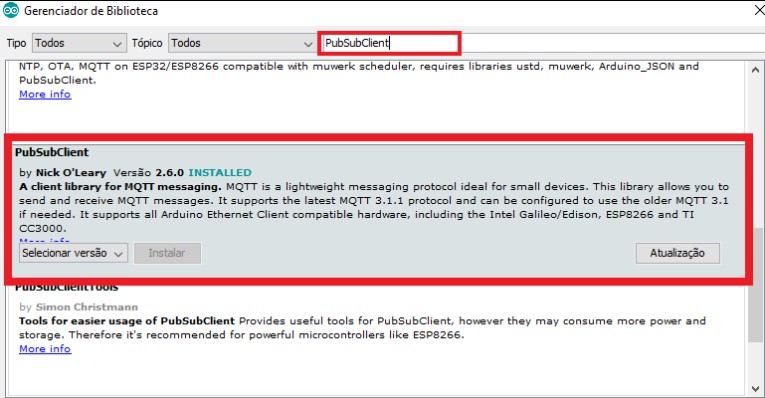 Gerenciador de Biblioteca
Tipo Todos Tópico Todos PubSubClient
NTP, OTA, MQTT on ESP32/ESP8266 compatible with muwerk scheduler, requires libraries ustd, muwerk, Arduino_JSON and
PubSubClient.
More info
PubSubClient
by Nick O'Leary Versão 2.6.0 INSTALLED
A client library for MQTT messaging. MQTT is a lightweight messaging protocol ideal for small devices. This library allows you to
send and receive MQTT messages. It supports the latest MQTT 3.1.1 protocol and can be configured to use the older MQTT 3.1
if needed. It supports all Arduino Ethernet Client compatible hardware, including the Intel Galileo/Edison, ESP8266 and TI
CC3000.
More info
Selecionar versão Instalar Atualização
PubSubClientTools
by Simon Christmann
Tools for easier usage of PubSubClient Provides useful tools for PubSubClient, however they may consume more power and
storage. Therefore it's recommended for powerful microcontrollers like ESP8266.
More info